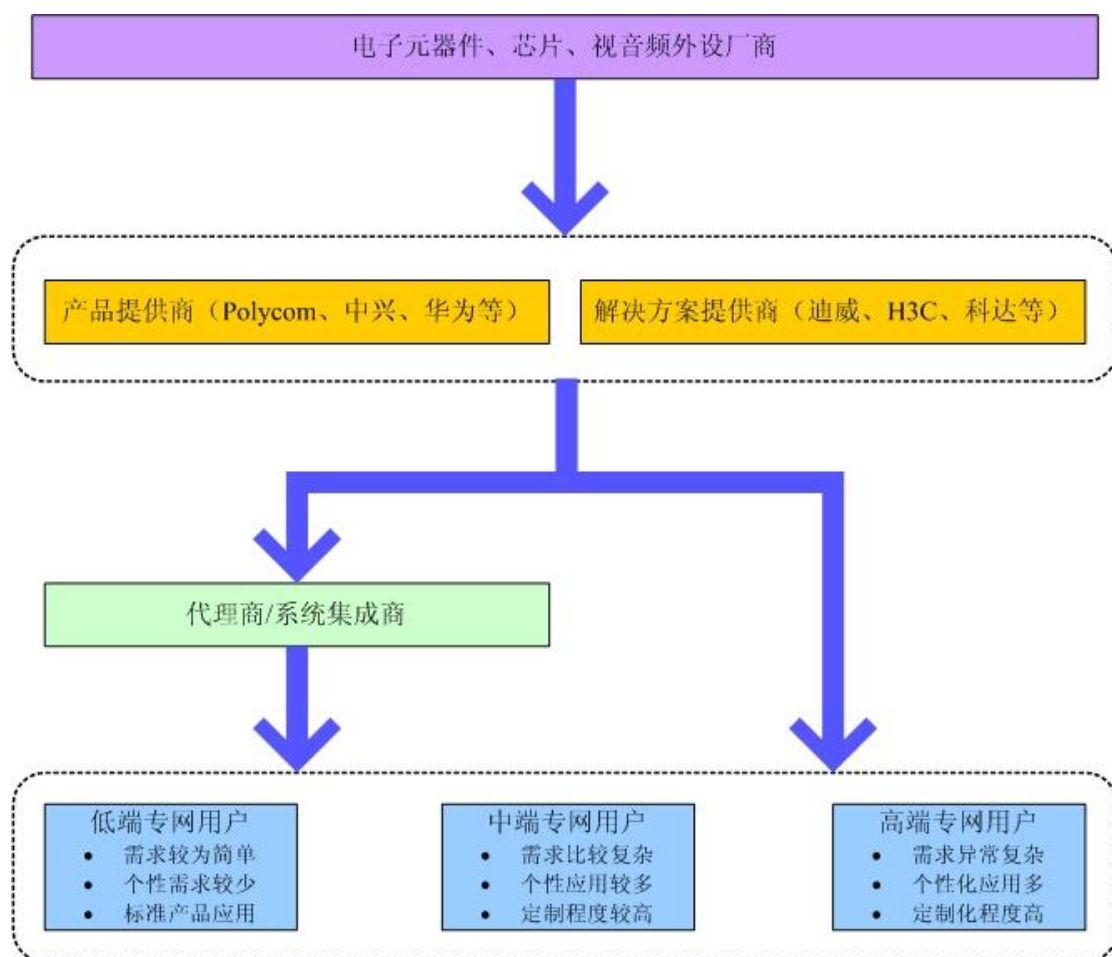 电子元器件、芯片、视音频外设厂商
产品提供商（Polycom、中兴、华为等）
解决方案提供商（迪威、H3C、科达等）
代理商/系统集成商
低端专网用户
• 需求较为简单
• 个性需求较少
• 标准产品应用
中端专网用户
• 需求比较复杂
• 个性应用较多
• 定制程度较高
高端专网用户
• 需求异常复杂
• 个性化应用多
• 定制化程度高